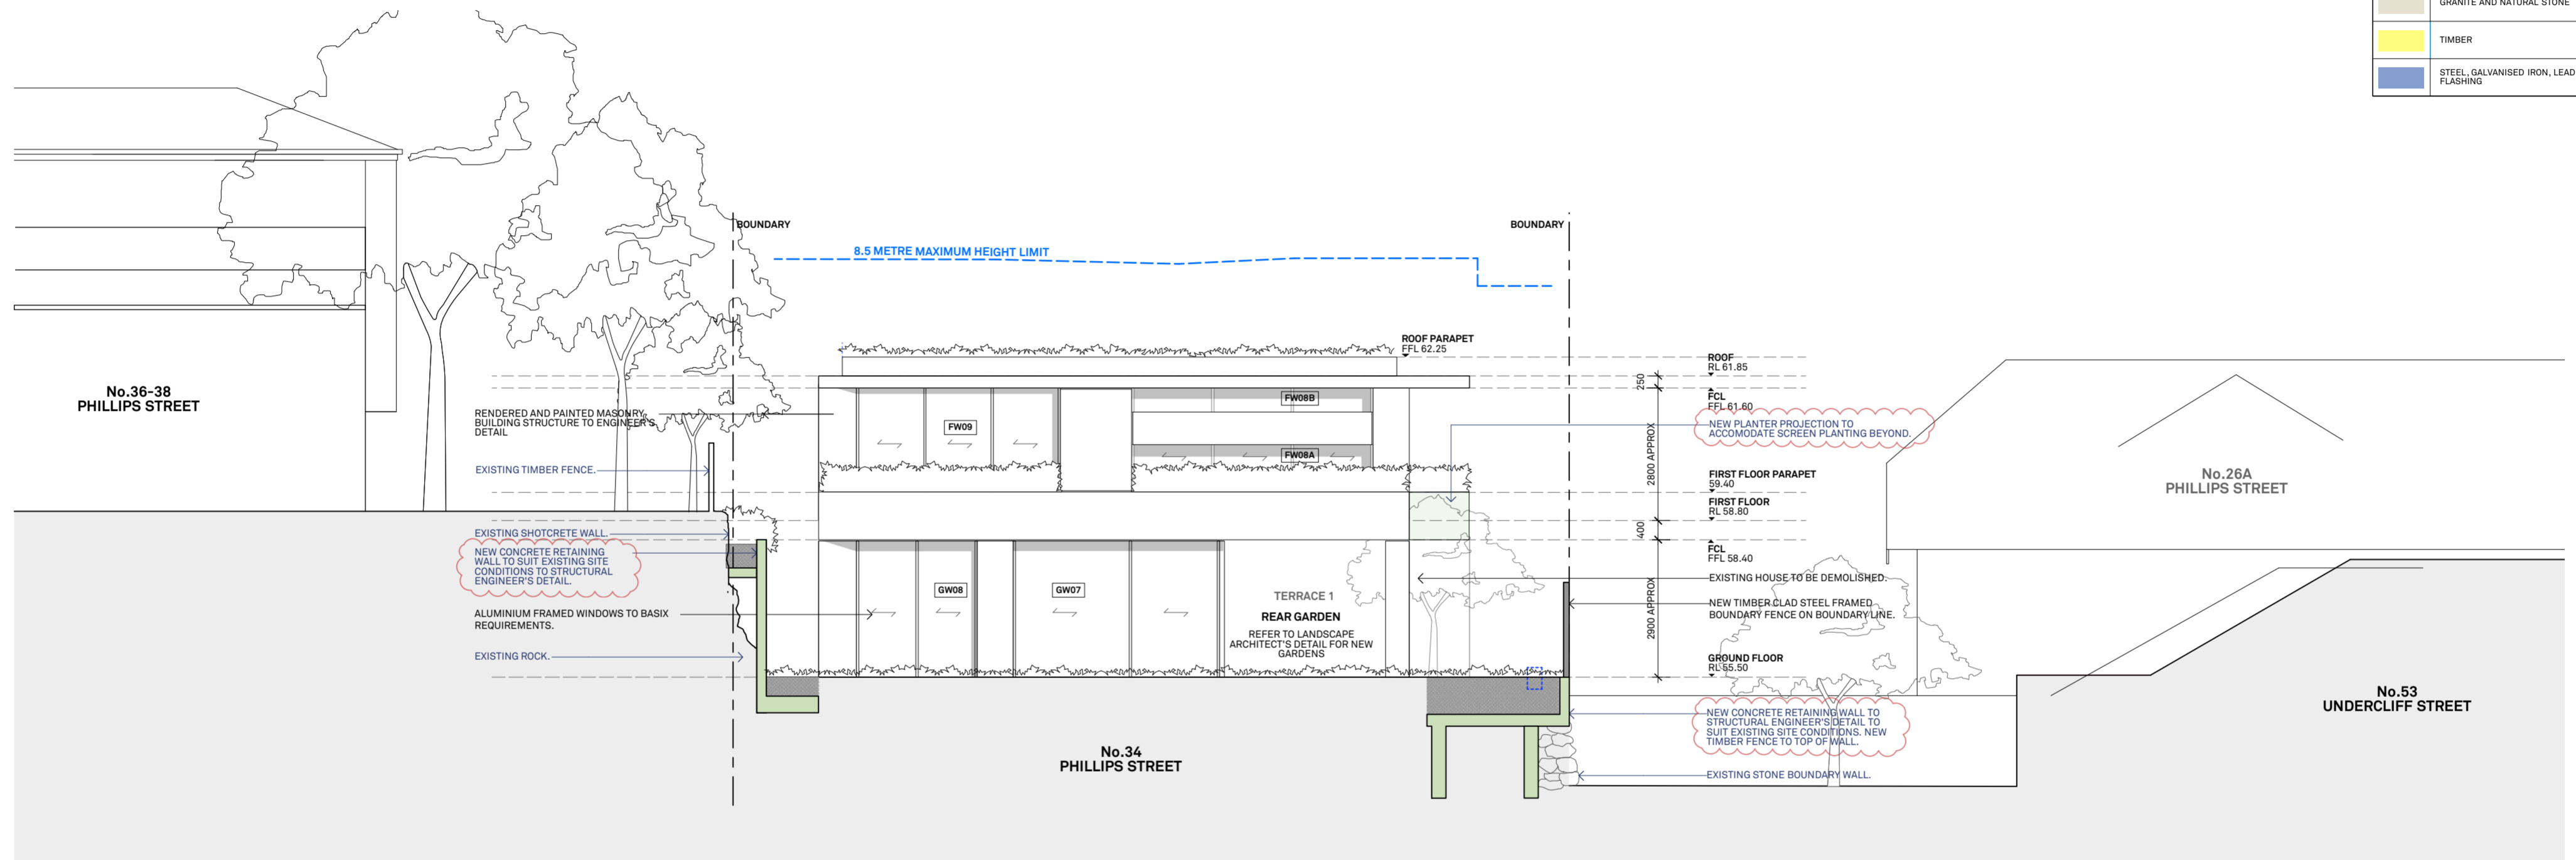 GRANITE AND NATURAL STONE
TIMBER
STEEL, GALVANISED IRON, LEAD
FLASHING
BOUNDARY
BOUNDARY
8.5 METRE MAXIMUM HEIGHT LIMIT
ROOF PARAPET
FFL 62.25
ROOF
RL 61.85
250
FCL
FFL 61.60
No.36-38
PHILLIPS STREET
RENDERED AND PAINTED MASONRY
BUILDING STRUCTURE TO ENGINEER'S
DETAIL
FW09
FW08B
FW08A
NEW PLANTER PROJECTION TO
ACCOMODATE SCREEN PLANTING BEYOND.
2800 APPROX
EXISTING TIMBER FENCE.
FIRST FLOOR PARAPET
59.40
FIRST FLOOR
RL 58.80
400
No.26A
PHILLIPS STREET
EXISTING SHOTCRETE WALL.
NEW CONCRETE RETAINING
WALL TO SUIT EXISTING SITE
CONDITIONS TO STRUCTURAL
ENGINEER'S DETAIL.
FCL
FFL 58.40
GW08
GW07
TERRACE 1
REAR GARDEN
REFER TO LANDSCAPE
ARCHITECT'S DETAIL FOR NEW
GARDENS
EXISTING HOUSE TO BE DEMOLISHED.
NEW TIMBER CLAD STEEL FRAMED
BOUNDARY FENCE ON BOUNDARY LINE.
2900 APPROX
ALUMINIUM FRAMED WINDOWS TO BASIX
REQUIREMENTS.
EXISTING ROCK.
GROUND FLOOR
RL 55.50
No.34
PHILLIPS STREET
NEW CONCRETE RETAINING WALL TO
STRUCTURAL ENGINEER'S DETAIL TO
SUIT EXISTING SITE CONDITIONS. NEW
TIMBER FENCE TO TOP OF WALL.
EXISTING STONE BOUNDARY WALL.
No.53
UNDERCLIFF STREET